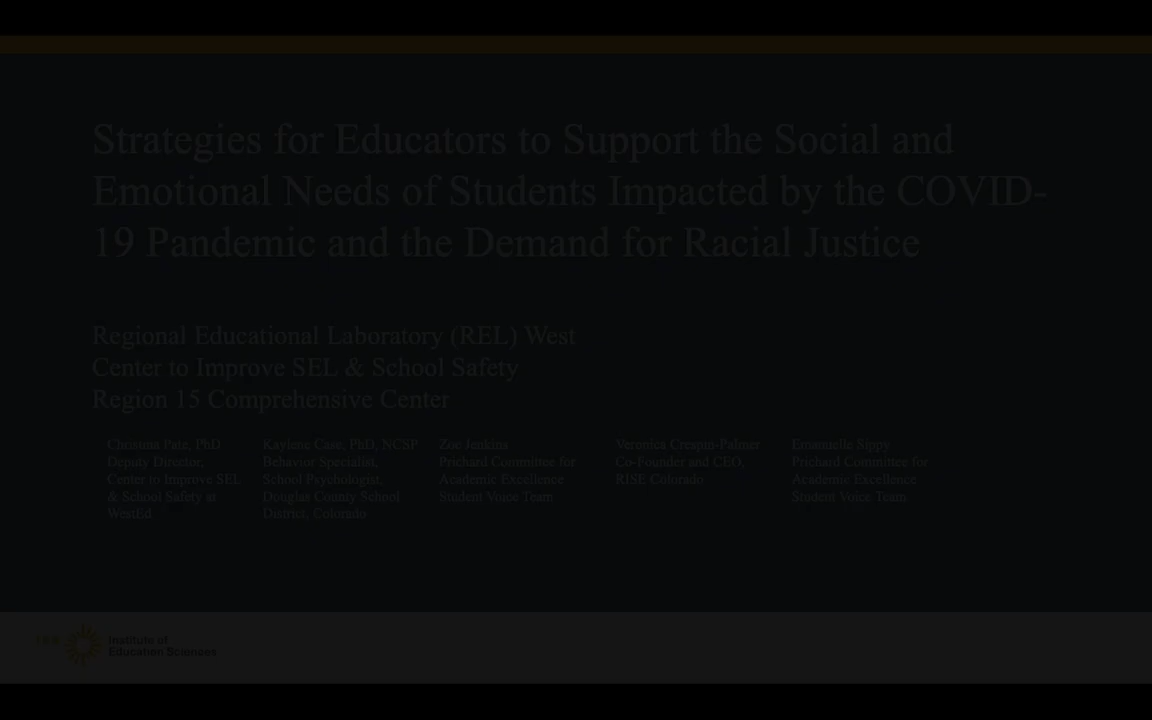 Strategies for Educators to Support the Social and
Emotional Needs of Students Impacted by the COVID-
19 Pandemic and the Demand for Racial Justice
Regional Educational Laboratory (REL) West
Center to Improve SEL & School Safety
Region 15 Comprehensive Center
Christina Pate, PhD
Deputy Director,
Center to Improve SEL
& School Safety at
WestEd
Kaylene Case, PhD, NCSP
Behavior Specialist,
School Psychologist,
Douglas County School
District, Colorado
Zoe Jenkins
Prichard Committee for
Academic Excellence
Student Voice Team
Veronica Crespin-Palmer
Co-Founder and CEO,
RISE Colorado
Emanuelle Sippy
Prichard Committee for
Academic Excellence
Student Voice Team
Institute of
Education Sciences